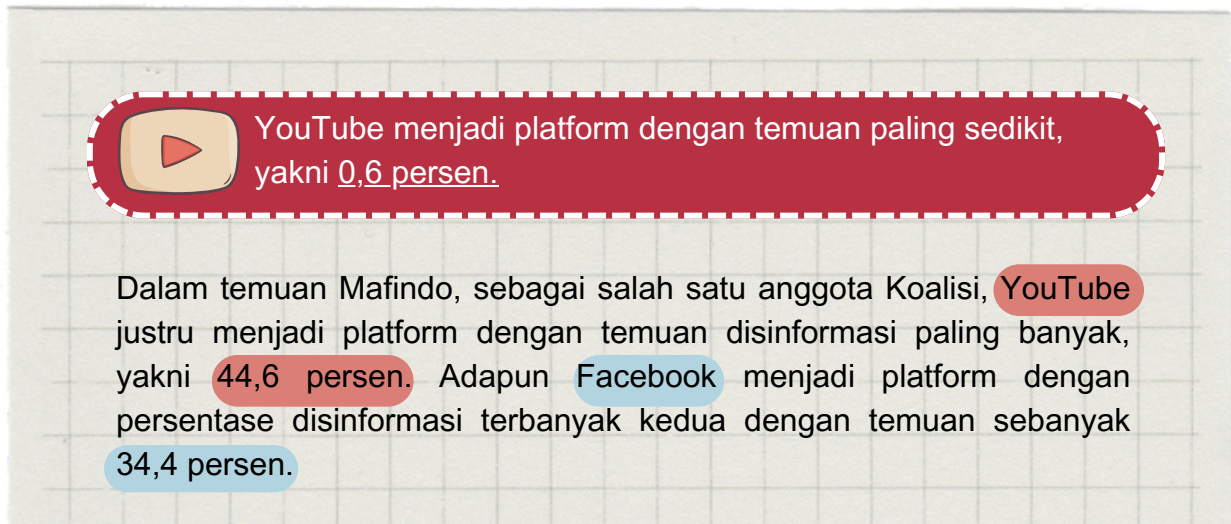 YouTube menjadi platform dengan temuan paling sedikit,
yakni 0,6 persen.
Dalam temuan Mafindo, sebagai salah satu anggota Koalisi, YouTube
justru menjadi platform dengan temuan disinformasi paling banyak,
yakni 44,6 persen. Adapun Facebook menjadi platform dengan
persentase disinformasi terbanyak kedua dengan temuan sebanyak
34,4 persen.